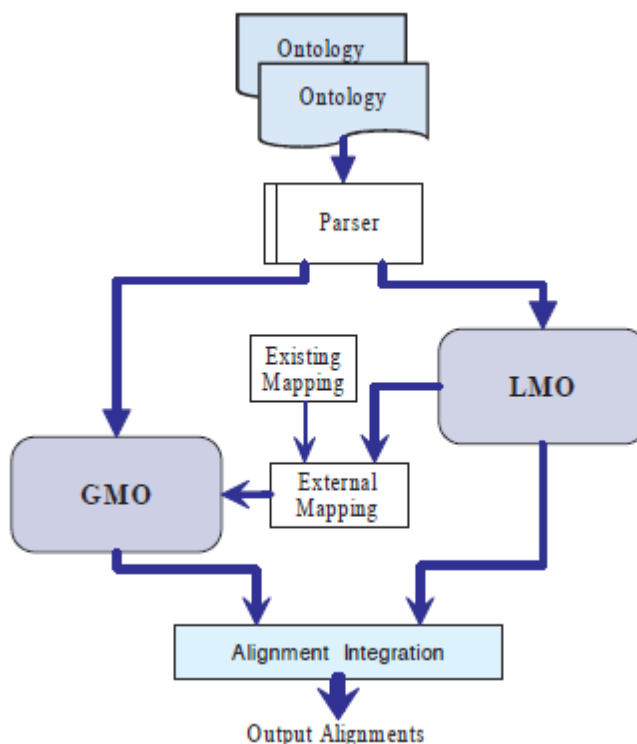 Ontology
Ontology
Parser
Existing
Mapping
LMO
GMO
External
Mapping
Alignment Integration
Output Alignments